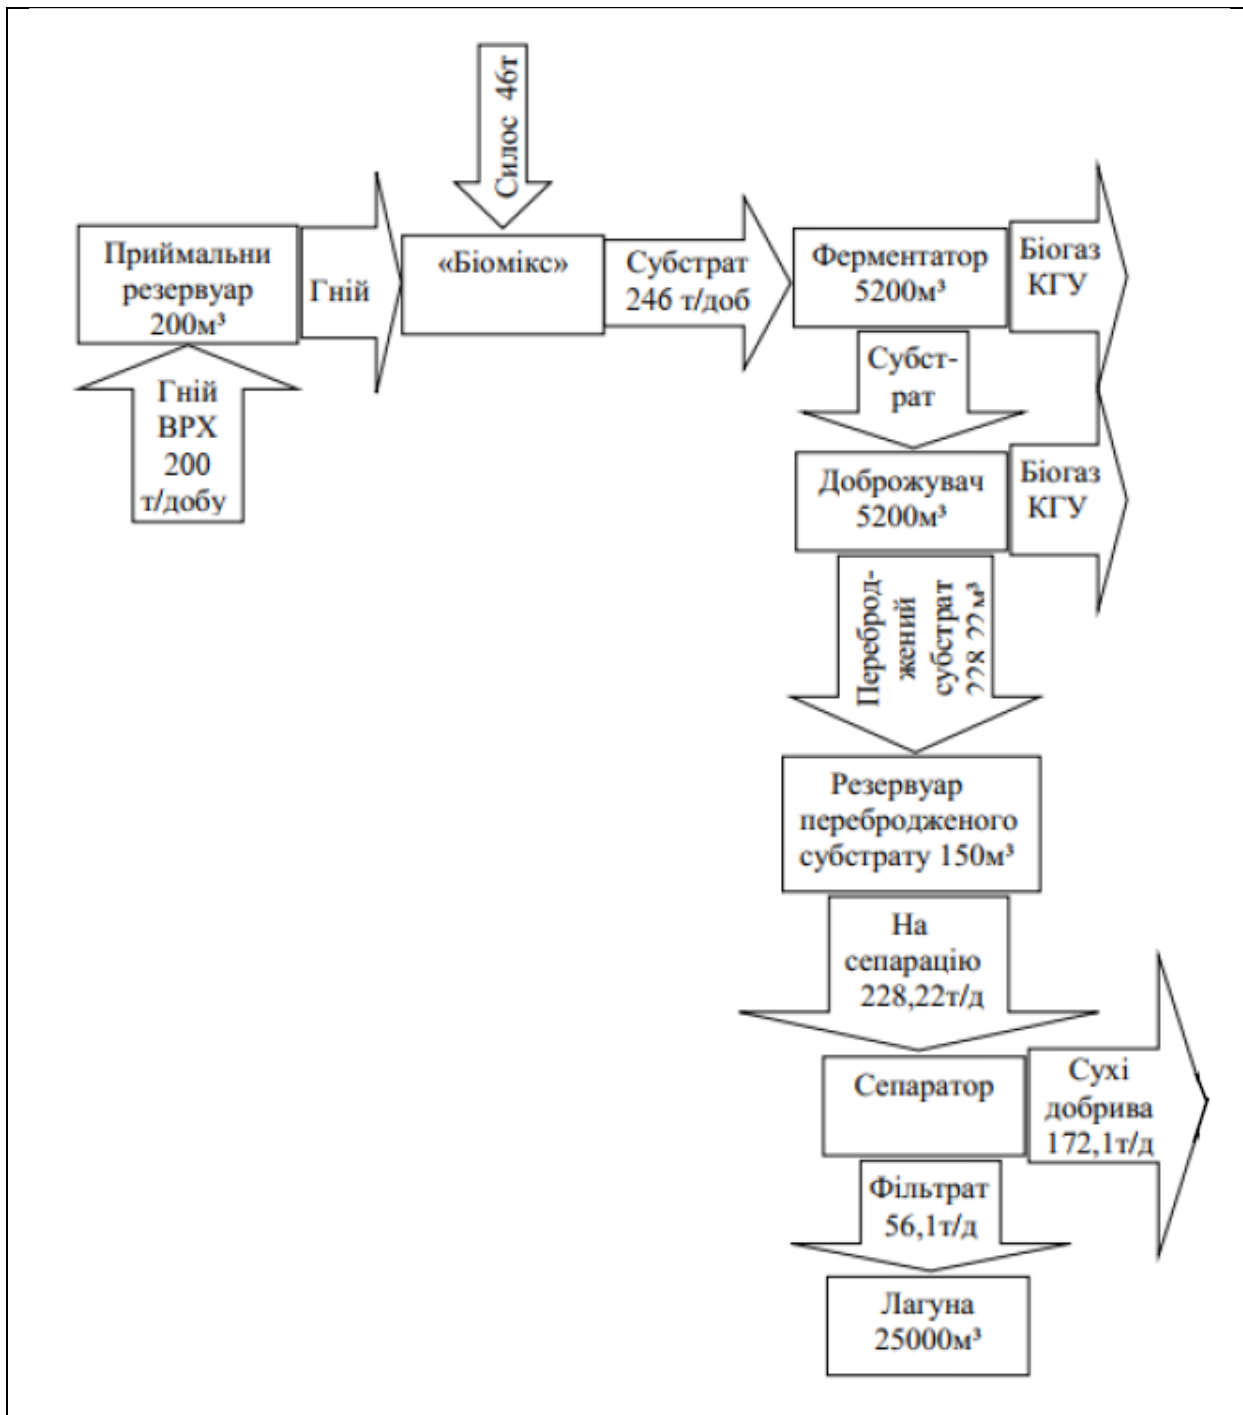 Силос 46т
Приймальни
резервуар
200м³
Гній
«Біомікс»
Субстрат
246 т/доб
Ферментатор
5200м³
Біогаз
КГУ
Гній
ВРХ
200
т/добу
Субст-
рат
Доброжувач
5200м³
Біогаз
КГУ
Переброд-
жений
субстрат
228,22м³
Резервуар
перебродженого
субстрату 150м³
На
сепарацію
228,22т/д
Сепаратор
Сухі
добрива
172,1т/д
Фільтрат
56,1т/д
Лагуна
25000м³